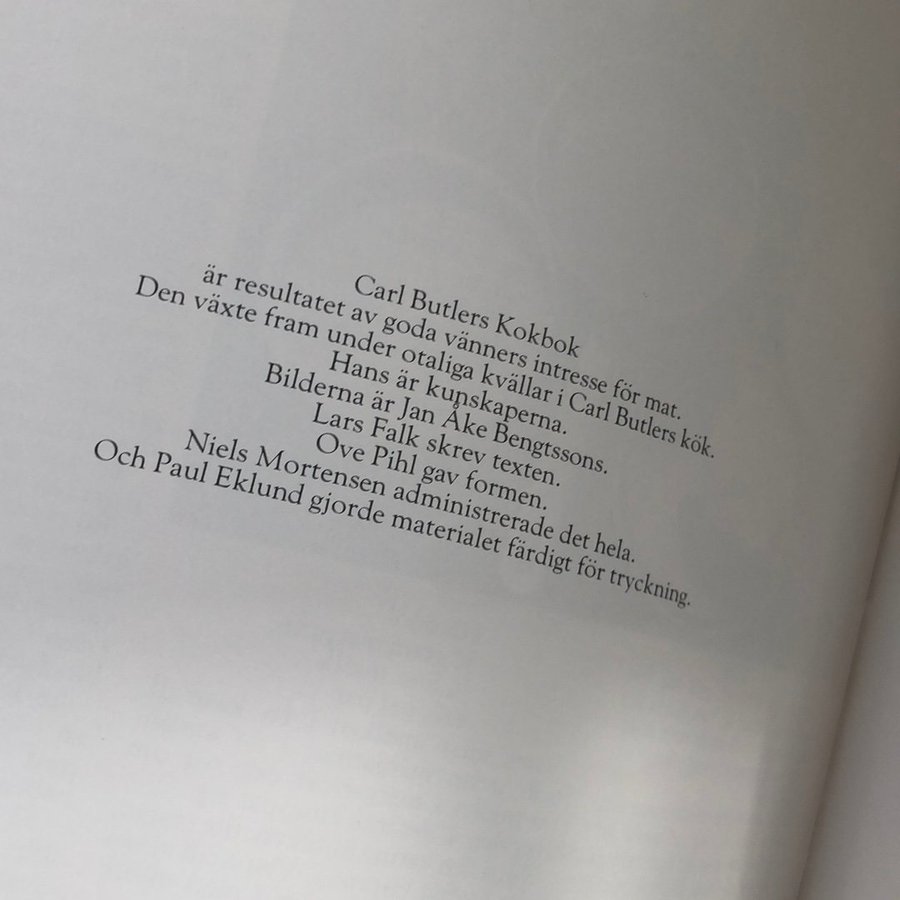 Carl Butlers Kokbok
är resultatet av goda vänners intresse för mat.
Den växte fram under otaliga kvällar i Carl Butlers kök.
Hans är kunskaperna.
Bilderna är Jan Åke Bengtssons.
Lars Falk skrev texten.
Ove Pihl gav formen.
Niels Mortensen administrerade det hela.
Och Paul Eklund gjorde materialet färdigt för tryckning.